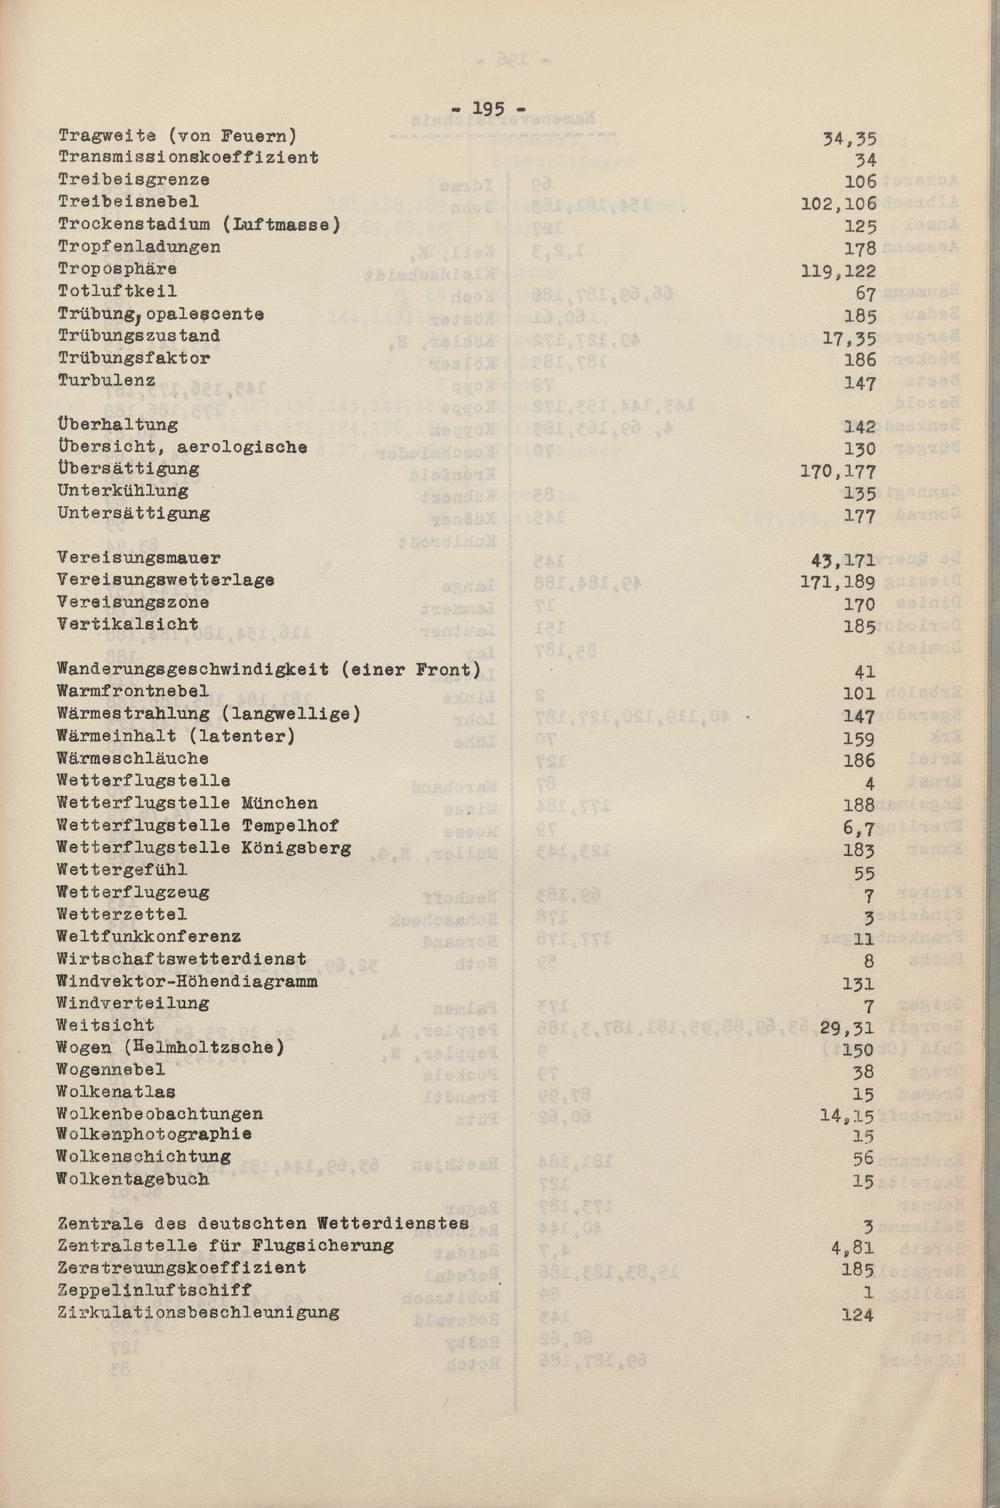 - 195 -
Tragweite (von Feuern) 34,35
Transmissionskoeffizient 34
Treibeisgrenze 106
Treibeisnebel 102,106
Trockenstadium (Luftmasse) 125
Tropfenladungen 178
Troposphäre 119,122
Totluftkeil 67
Trübung, opalescente 185
Trübungszustand 17,35
Trübungsfaktor 186
Turbulenz 147
Überhaltung 142
Übersicht, aerologische 130
Übersättigung 170,177
Unterkühlung 135
Untersättigung 177
Vereisungsmauer 43,171
Vereisungswetterlage 171,189
Vereisungszone 170
Vertikalsicht 185
Wanderungsgeschwindigkeit (einer Front) 41
Warmfrontnebel 101
Wärmestrahlung (langwellige) 147
Wärmeinhalt (latenter) 159
Wärmeschläuche 186
Wetterflugstelle 4
Wetterflugstelle München 188
Wetterflugstelle Tempelhof 6,7
Wetterflugstelle Königsberg 183
Wettergefühl 55
Wetterflugzeug 7
Wetterzettel 3
Weltfunkkonferenz 11
Wirtschaftswetterdienst 8
Windvektor-Höhendiagramm 131
Windverteilung 7
Weitsicht 29,31
Wogen (Helmholtzsche) 150
Wogennebel 38
Wolkenatlas 15
Wolkenbeobachtungen 14,15
Wolkenphotographie 15
Wolkenschichtung 56
Wolkentagebuch 15
Zentrale des deutschten Wetterdienstes 3
Zentralstelle für Flugsicherung 4,81
Zerstreuungskoeffizient 185
Zeppelinluftschiff 1
Zirkulationsbeschleunigung 124